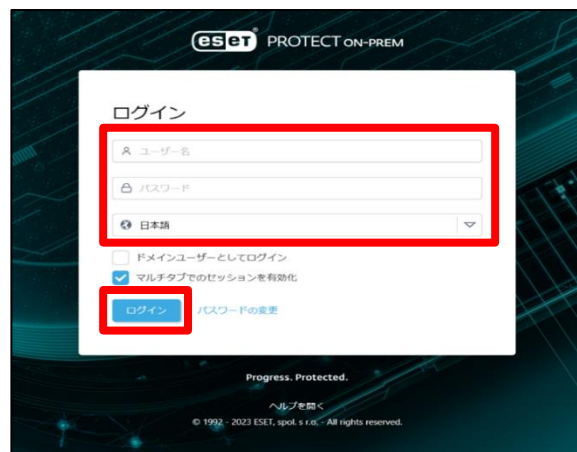 eset PROTECT ON-PREM
ログイン
ユーザー名
パスワード
日本語
ドメインユーザーとしてログイン
マルチタブでのセッションを有効化
ログイン パスワードの変更
Progress. Protected.
ヘルプを開く
© 1992 - 2023 ESET, spol. s r.o. - All rights reserved.